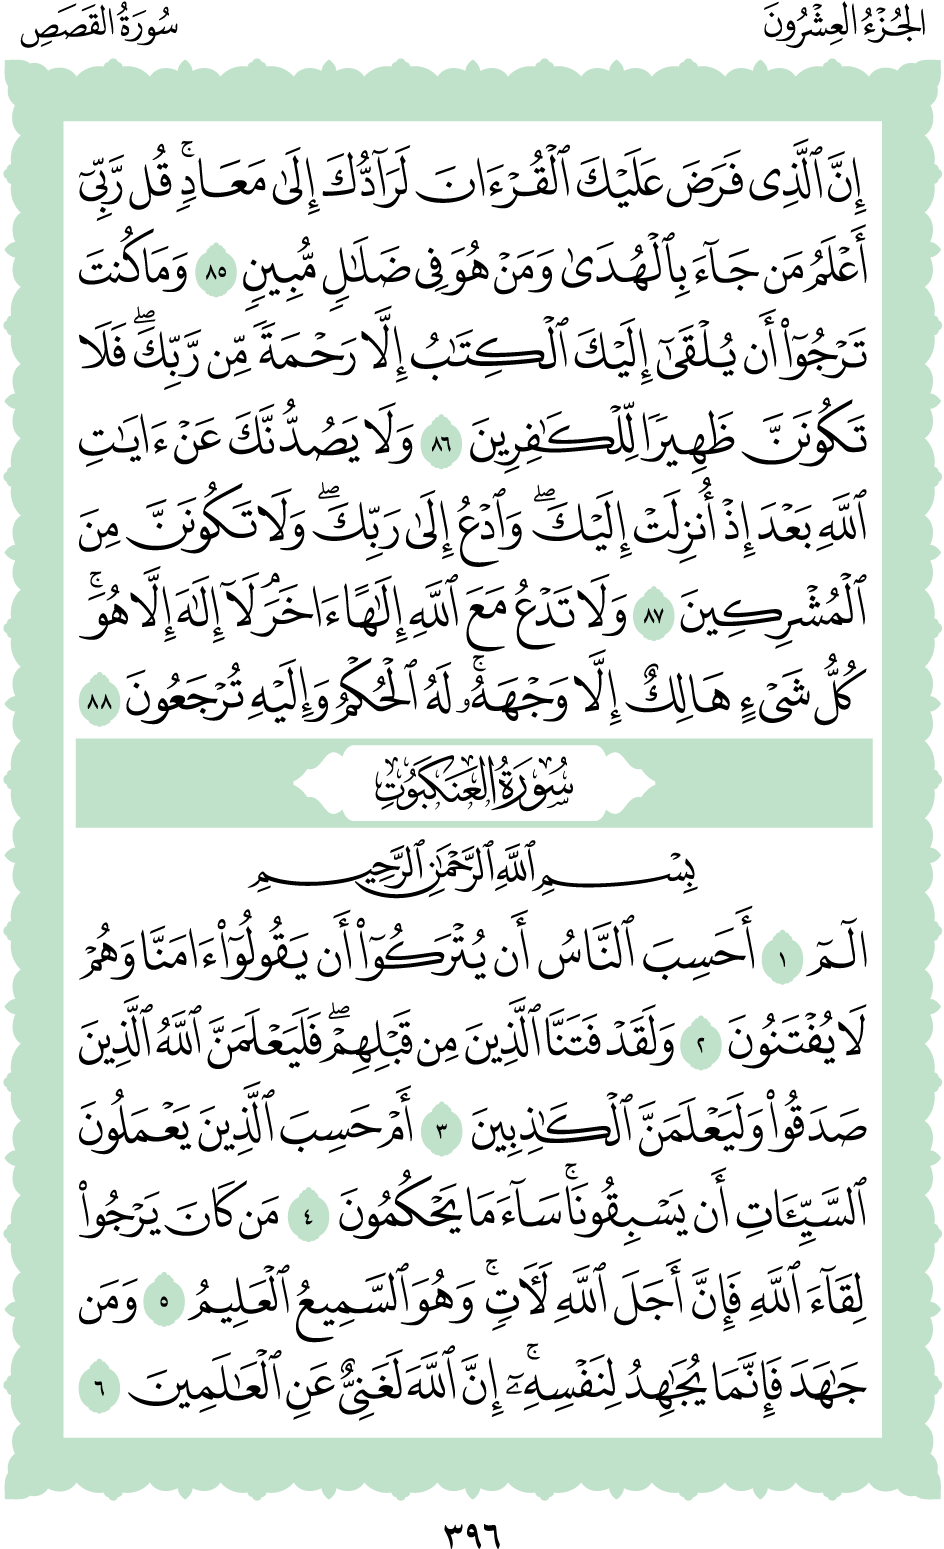 الجُزْءُ العِشْرُونَ
سُورَةُ القَصَصِ
إِنَّ ٱلَّذِى فَرَضَ عَلَيْكَ ٱلْقُرْءَانَ لَرَآدُّكَ إِلَىٰ مَعَادٍۚ قُل رَّبِّىٓ
أَعْلَمُ مَن جَآءَ بِٱلْهُدَىٰ وَمَنْ هُوَ فِى ضَلَٰلٍ مُّبِينٍ ٨٥ وَمَا كُنتَ
تَرْجُوٓا۟ أَن يُلْقَىٰٓ إِلَيْكَ ٱلْكِتَٰبُ إِلَّا رَحْمَةً مِّن رَّبِّكَۖ فَلَا
تَكُونَنَّ ظَهِيرًا لِّلْكَٰفِرِينَ ٨٦ وَلَا يَصُدُّنَّكَ عَنْ ءَايَٰتِ
ٱللَّهِ بَعْدَ إِذْ أُنزِلَتْ إِلَيْكَۖ وَٱدْعُ إِلَىٰ رَبِّكَۖ وَلَا تَكُونَنَّ مِنَ
ٱلْمُشْرِكِينَ ٨٧ وَلَا تَدْعُ مَعَ ٱللَّهِ إِلَٰهًا ءَاخَرَۘ لَآ إِلَٰهَ إِلَّا هُوَۚ
كُلُّ شَىْءٍ هَالِكٌ إِلَّا وَجْهَهُۥۚ لَهُ ٱلْحُكْمُ وَإِلَيْهِ تُرْجَعُونَ ٨٨
سُورَةُ العَنكَبُوتِ
بِسْمِ ٱللَّهِ ٱلرَّحْمَٰنِ ٱلرَّحِيمِ
الٓمٓ ١ أَحَسِبَ ٱلنَّاسُ أَن يُتْرَكُوٓا۟ أَن يَقُولُوٓا۟ ءَامَنَّا وَهُمْ
لَا يُفْتَنُونَ ٢ وَلَقَدْ فَتَنَّا ٱلَّذِينَ مِن قَبْلِهِمْۖ فَلَيَعْلَمَنَّ ٱللَّهُ ٱلَّذِينَ
صَدَقُوا۟ وَلَيَعْلَمَنَّ ٱلْكَٰذِبِينَ ٣ أَمْ حَسِبَ ٱلَّذِينَ يَعْمَلُونَ
ٱلسَّيِّـَٔاتِ أَن يَسْبِقُونَاۚ سَآءَ مَا يَحْكُمُونَ ٤ مَن كَانَ يَرْجُوا۟
لِقَآءَ ٱللَّهِ فَإِنَّ أَجَلَ ٱللَّهِ لَـَٔاتٍۚ وَهُوَ ٱلسَّمِيعُ ٱلْعَلِيمُ ٥ وَمَن
جَٰهَدَ فَإِنَّمَا يُجَٰهِدُ لِنَفْسِهِۦٓۚ إِنَّ ٱللَّهَ لَغَنِىٌّ عَنِ ٱلْعَٰلَمِينَ ٦
٣٩٦